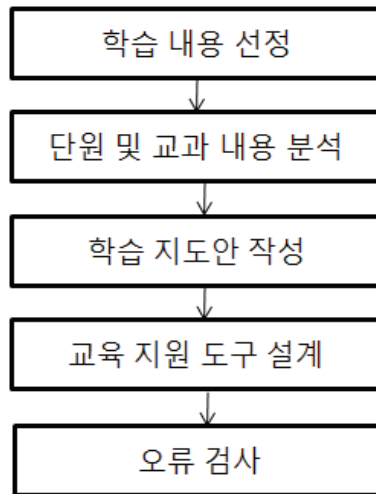 학습 내용 선정
단원 및 교과 내용 분석
학습 지도안 작성
교육 지원 도구 설계
오류 검사